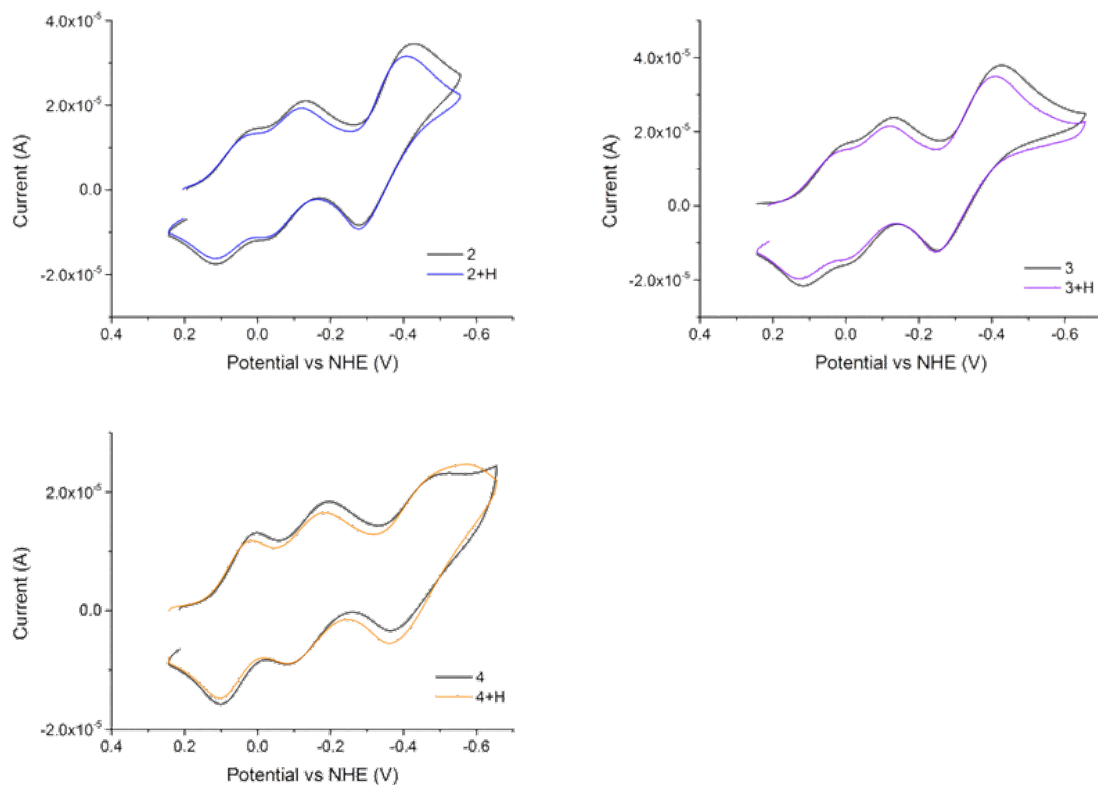 4.0x10-5
2.0x10-5
0.0
-2.0x10-5
Current (A)
2
2+H
0.4 0.2 0.0 -0.2 -0.4 -0.6
Potential vs NHE (V)
4.0x10-5
2.0x10-5
0.0
-2.0x10-5
Current (A)
3
3+H
0.4 0.2 0.0 -0.2 -0.4 -0.6
Potential vs NHE (V)
2.0x10-5
0.0
-2.0x10-5
Current (A)
4
4+H
0.4 0.2 0.0 -0.2 -0.4 -0.6
Potential vs NHE (V)